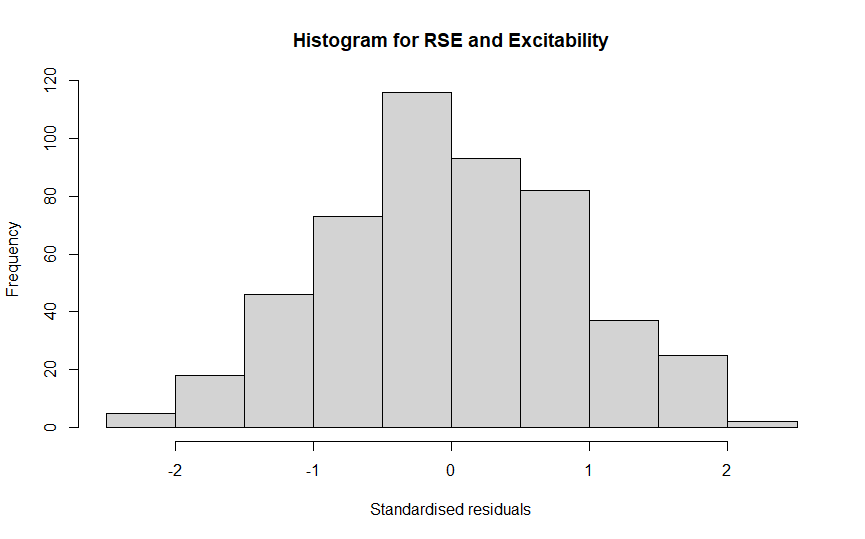 Histogram for RSE and Excitability
Frequency
120
100
80
60
40
20
0
-2 -1 0 1 2
Standardised residuals